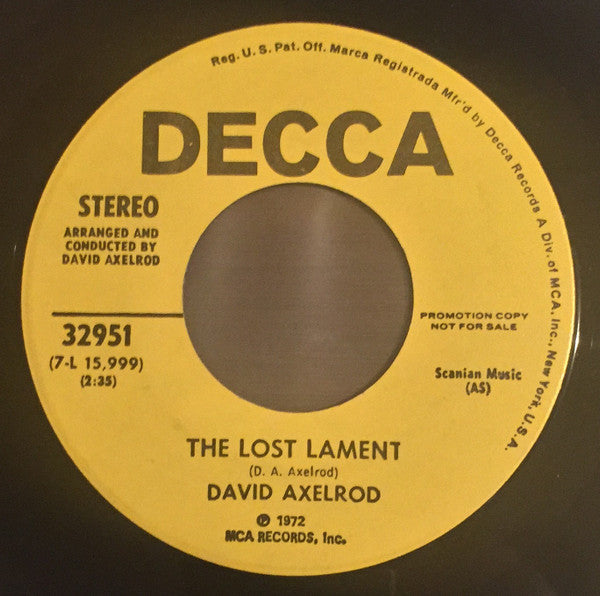 Reg. U.S. Pat. Off. Marca Registrada Mfr'd by Decca Records A Div. of MCA, Inc., New York, U.S.A.
DECCA
STEREO
ARRANGED AND
CONDUCTED BY
DAVID AXELROD
32951
(7-L 15,999)
(2:35)
PROMOTION COPY
NOT FOR SALE
Scanian Music
(AS)
THE LOST LAMENT
(D. A. Axelrod)
DAVID AXELROD
℗ 1972
MCA RECORDS, Inc.